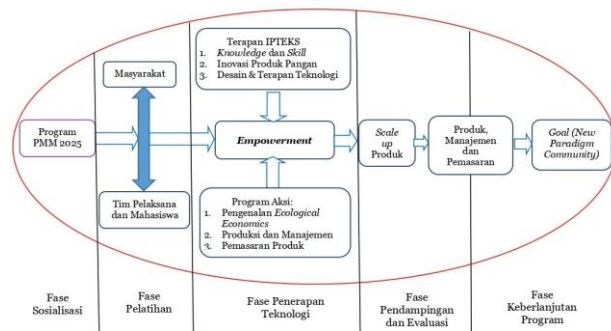 Terapan IPTEKS
1. Knowledge dan Skill
2. Inovasi Produk Pangan
3. Desain & Terapan Teknologi
Masyarakat
Program
PMM 2025
Empowerment
Scale
up
Produk
Produk,
Manajemen
dan
Pemasaran
Goal (New
Paradigm
Community)
Tim Pelaksana
dan Mahasiswa
Program Aksi:
1. Pengenalan Ecological
Economics
2. Produksi dan Manajemen
3. Pemasaran Produk
Fase
Sosialisasi
Fase
Pelatihan
Fase Penerapan
Teknologi
Fase
Pendampingan
dan Evaluasi
Fase
Keberlanjutan
Program